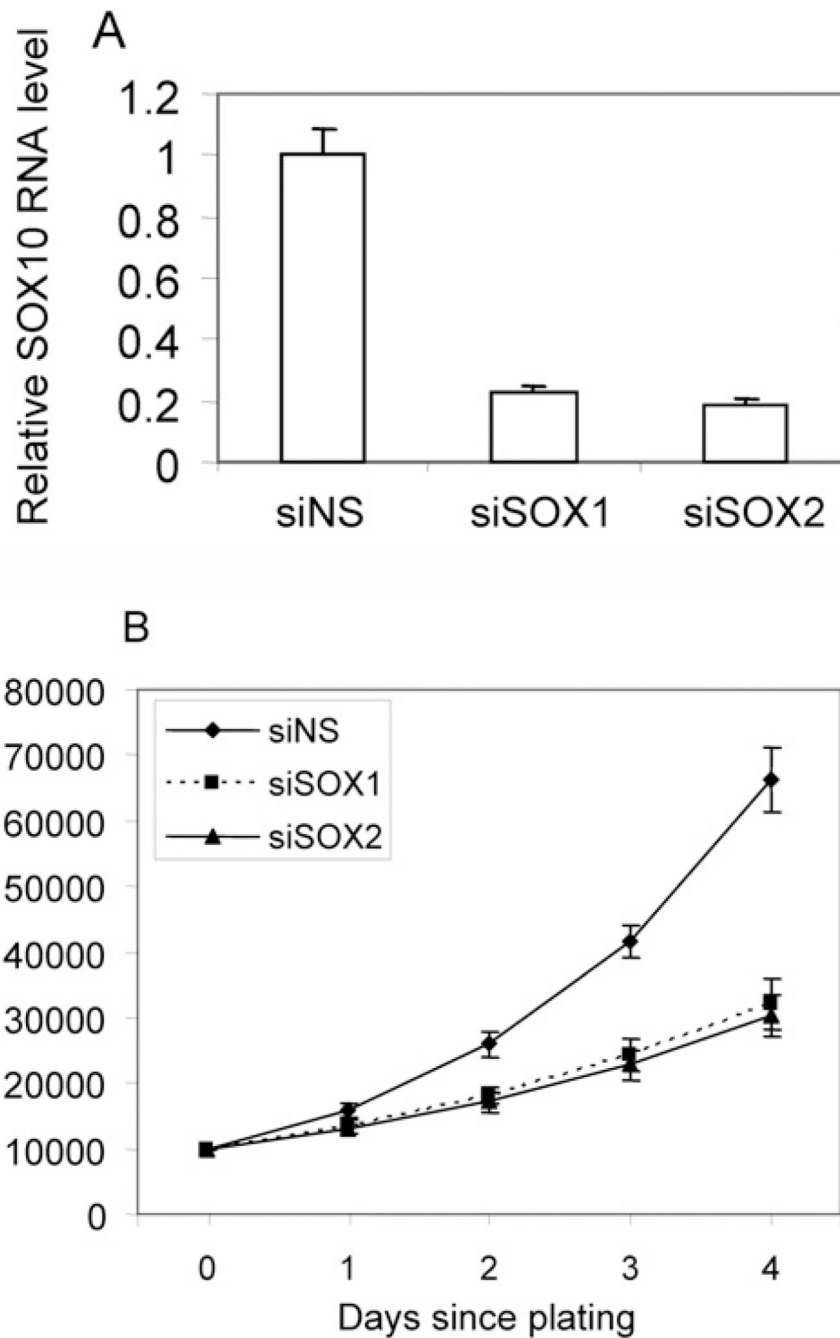 A
Relative SOX10 RNA level
1.2
1
0.8
0.6
0.4
0.2
0
siNS siSOX1 siSOX2
B
80000
70000
60000
50000
40000
30000
20000
10000
0
siNS
siSOX1
siSOX2
0 1 2 3 4
Days since plating